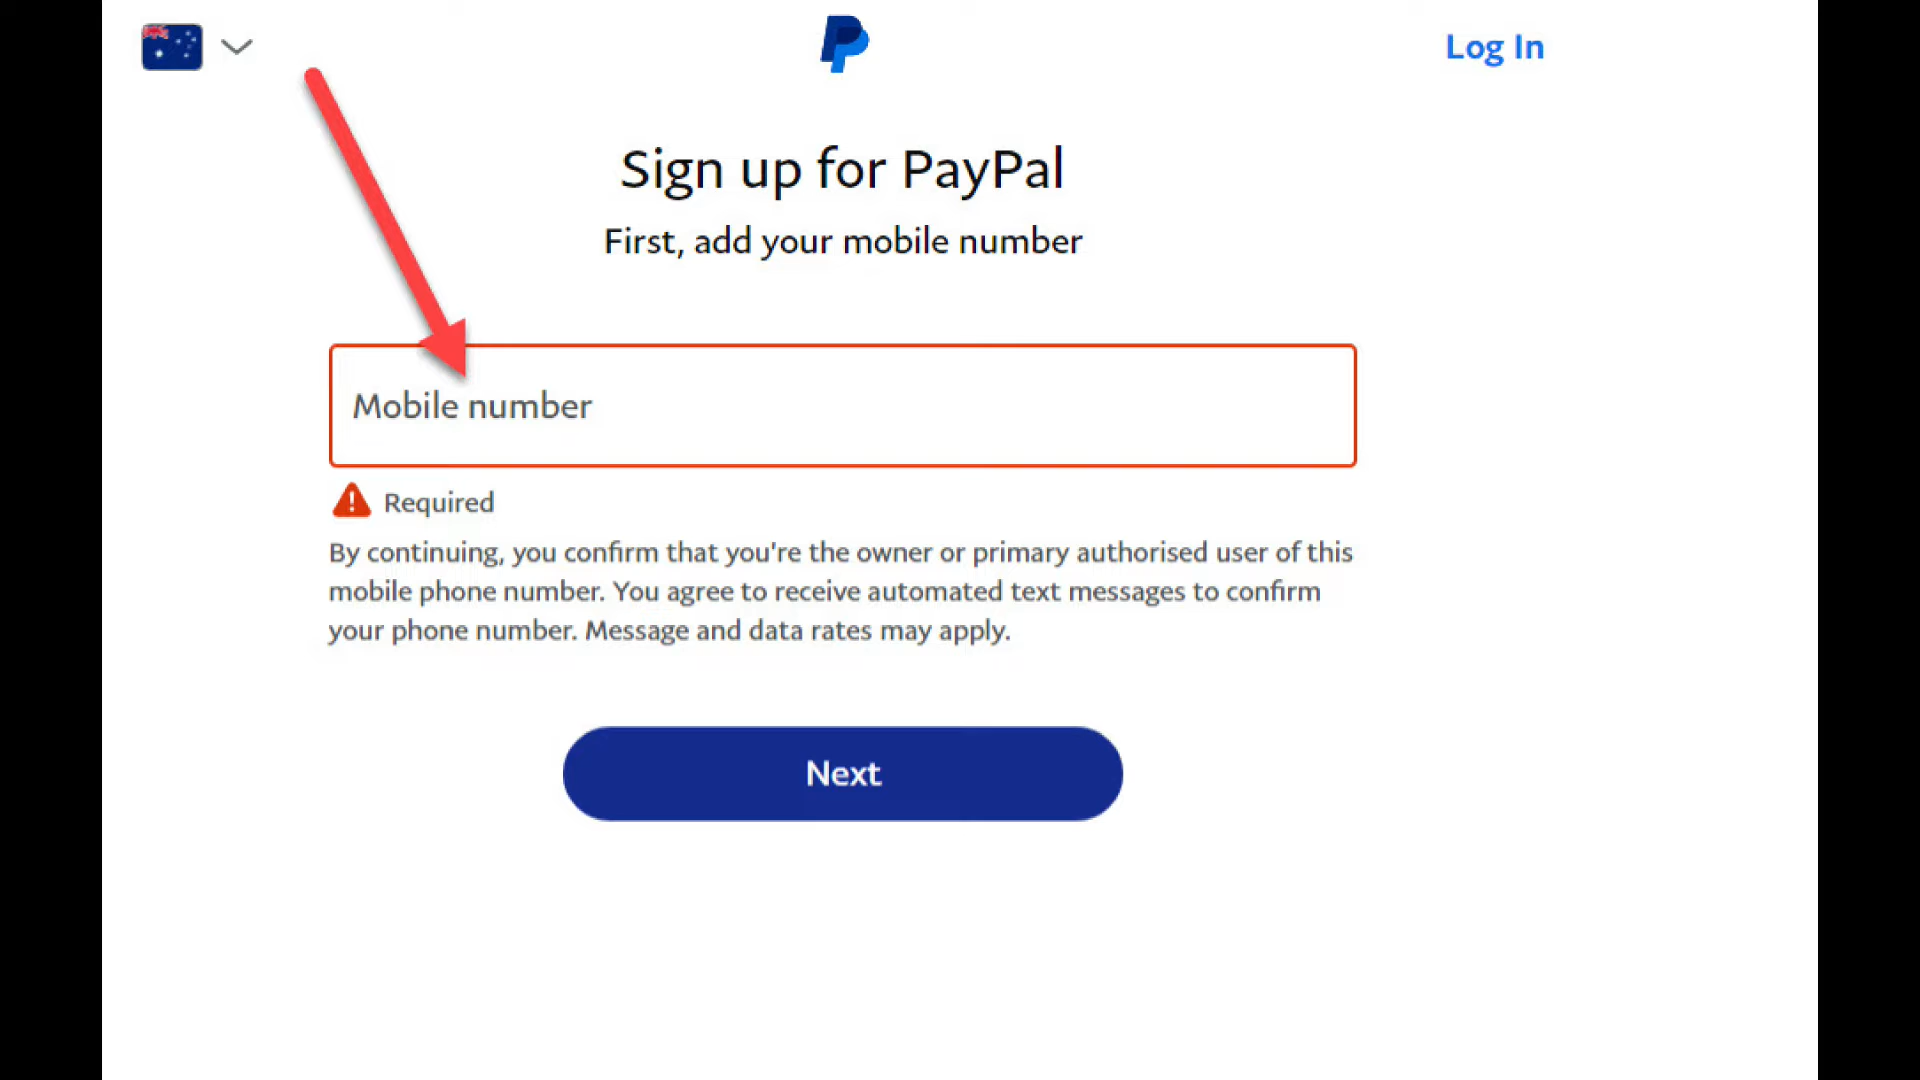 Log In
Sign up for PayPal
First, add your mobile number
Mobile number
Required
By continuing, you confirm that you're the owner or primary authorised user of this
mobile phone number. You agree to receive automated text messages to confirm
your phone number. Message and data rates may apply.
Next